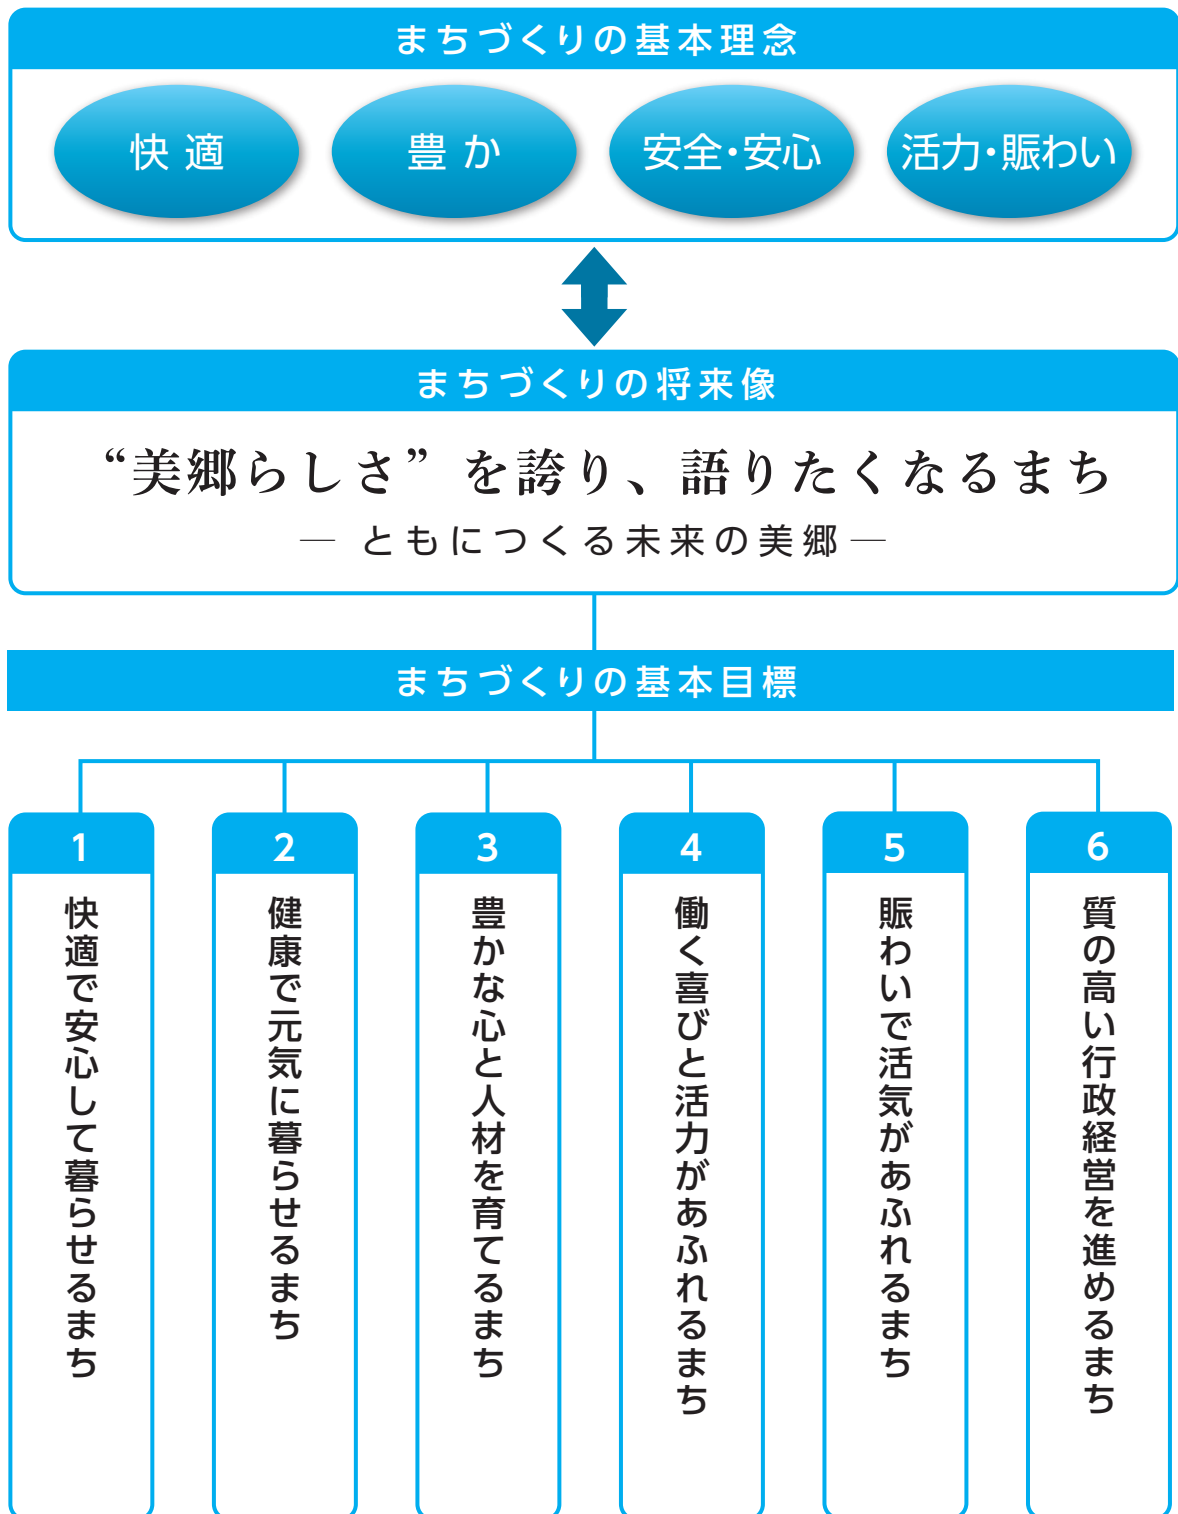 まちづくりの基本理念
快適
豊か
安全・安心
活力・賑わい
まちづくりの将来像
“美郷らしさ”を誇り、語りたくなるまち
― ともにつくる未来の美郷 ―
まちづくりの基本目標
1
快適で安心して暮らせるまち
2
健康で元気に暮らせるまち
3
豊かな心と人材を育てるまち
4
働く喜びと活力があふれるまち
5
賑わいで活気があふれるまち
6
質の高い行政経営を進めるまち